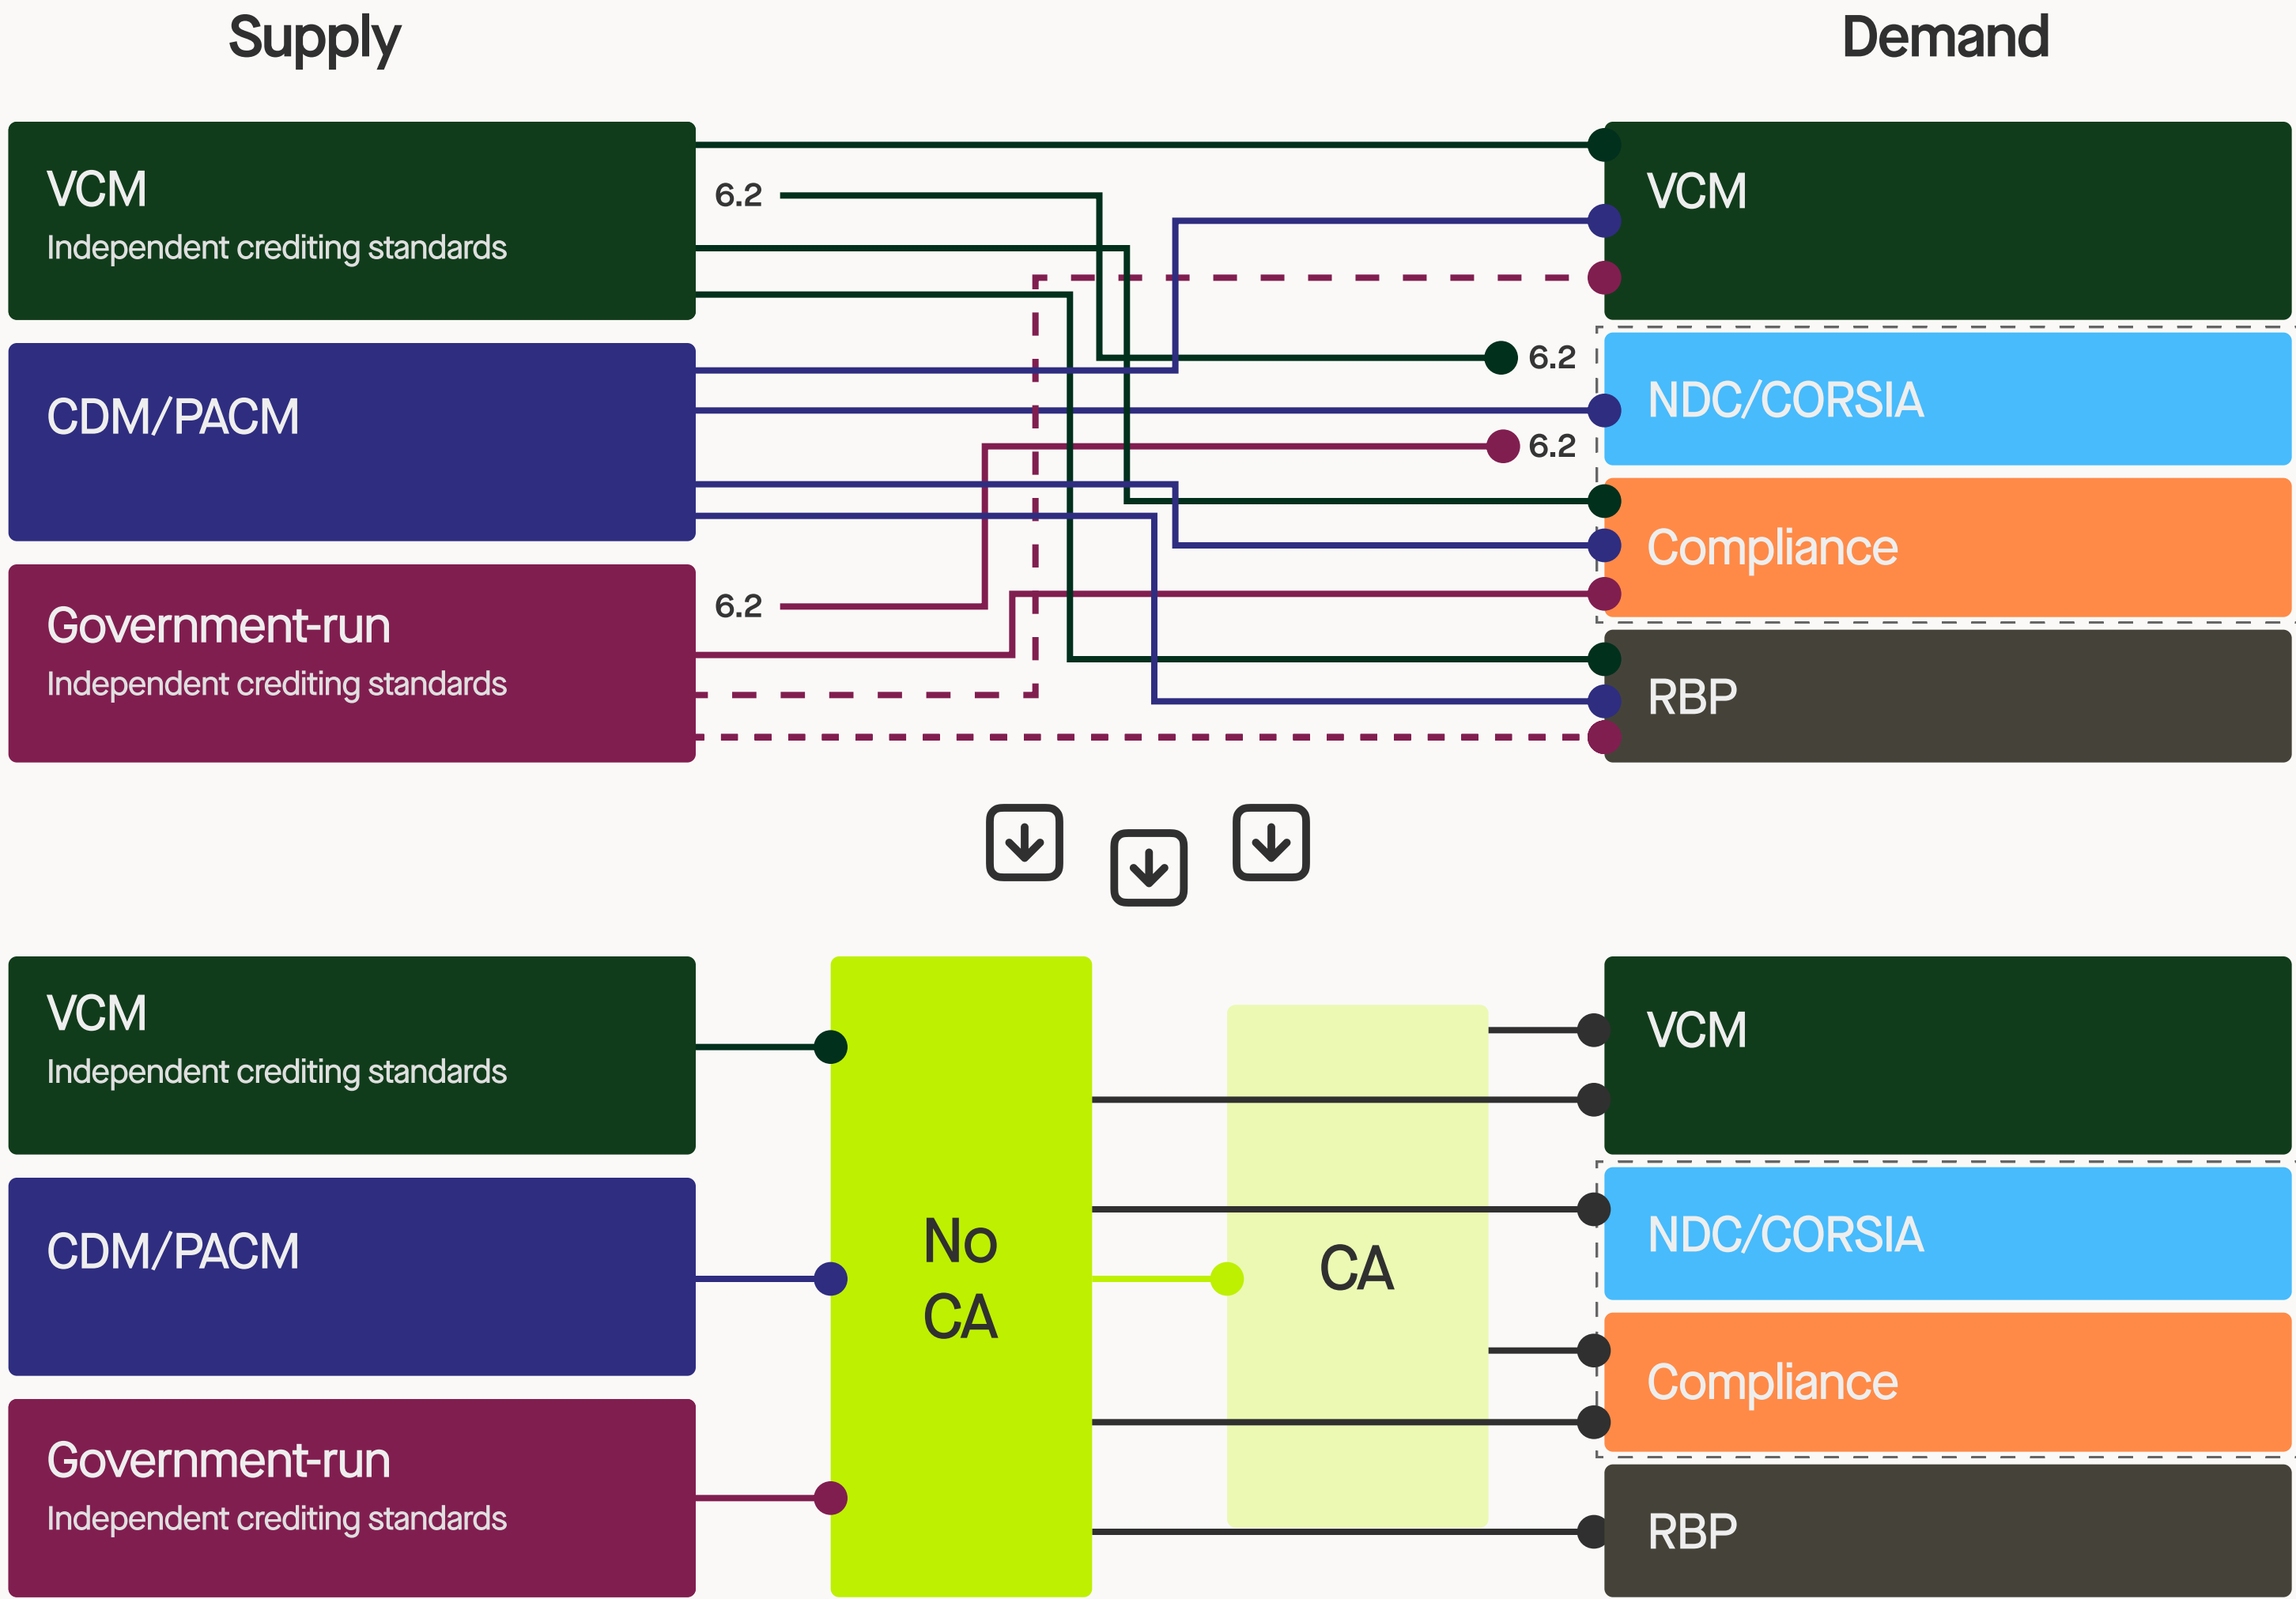 Supply
Demand
VCM
Independent crediting standards
6.2
VCM
6.2
CDM/PACM
NDC/CORSIA
6.2
Compliance
6.2
Government-run
Independent crediting standards
RBP
VCM
Independent crediting standards
VCM
CDM/PACM
No
CA
CA
NDC/CORSIA
Compliance
Government-run
Independent crediting standards
RBP